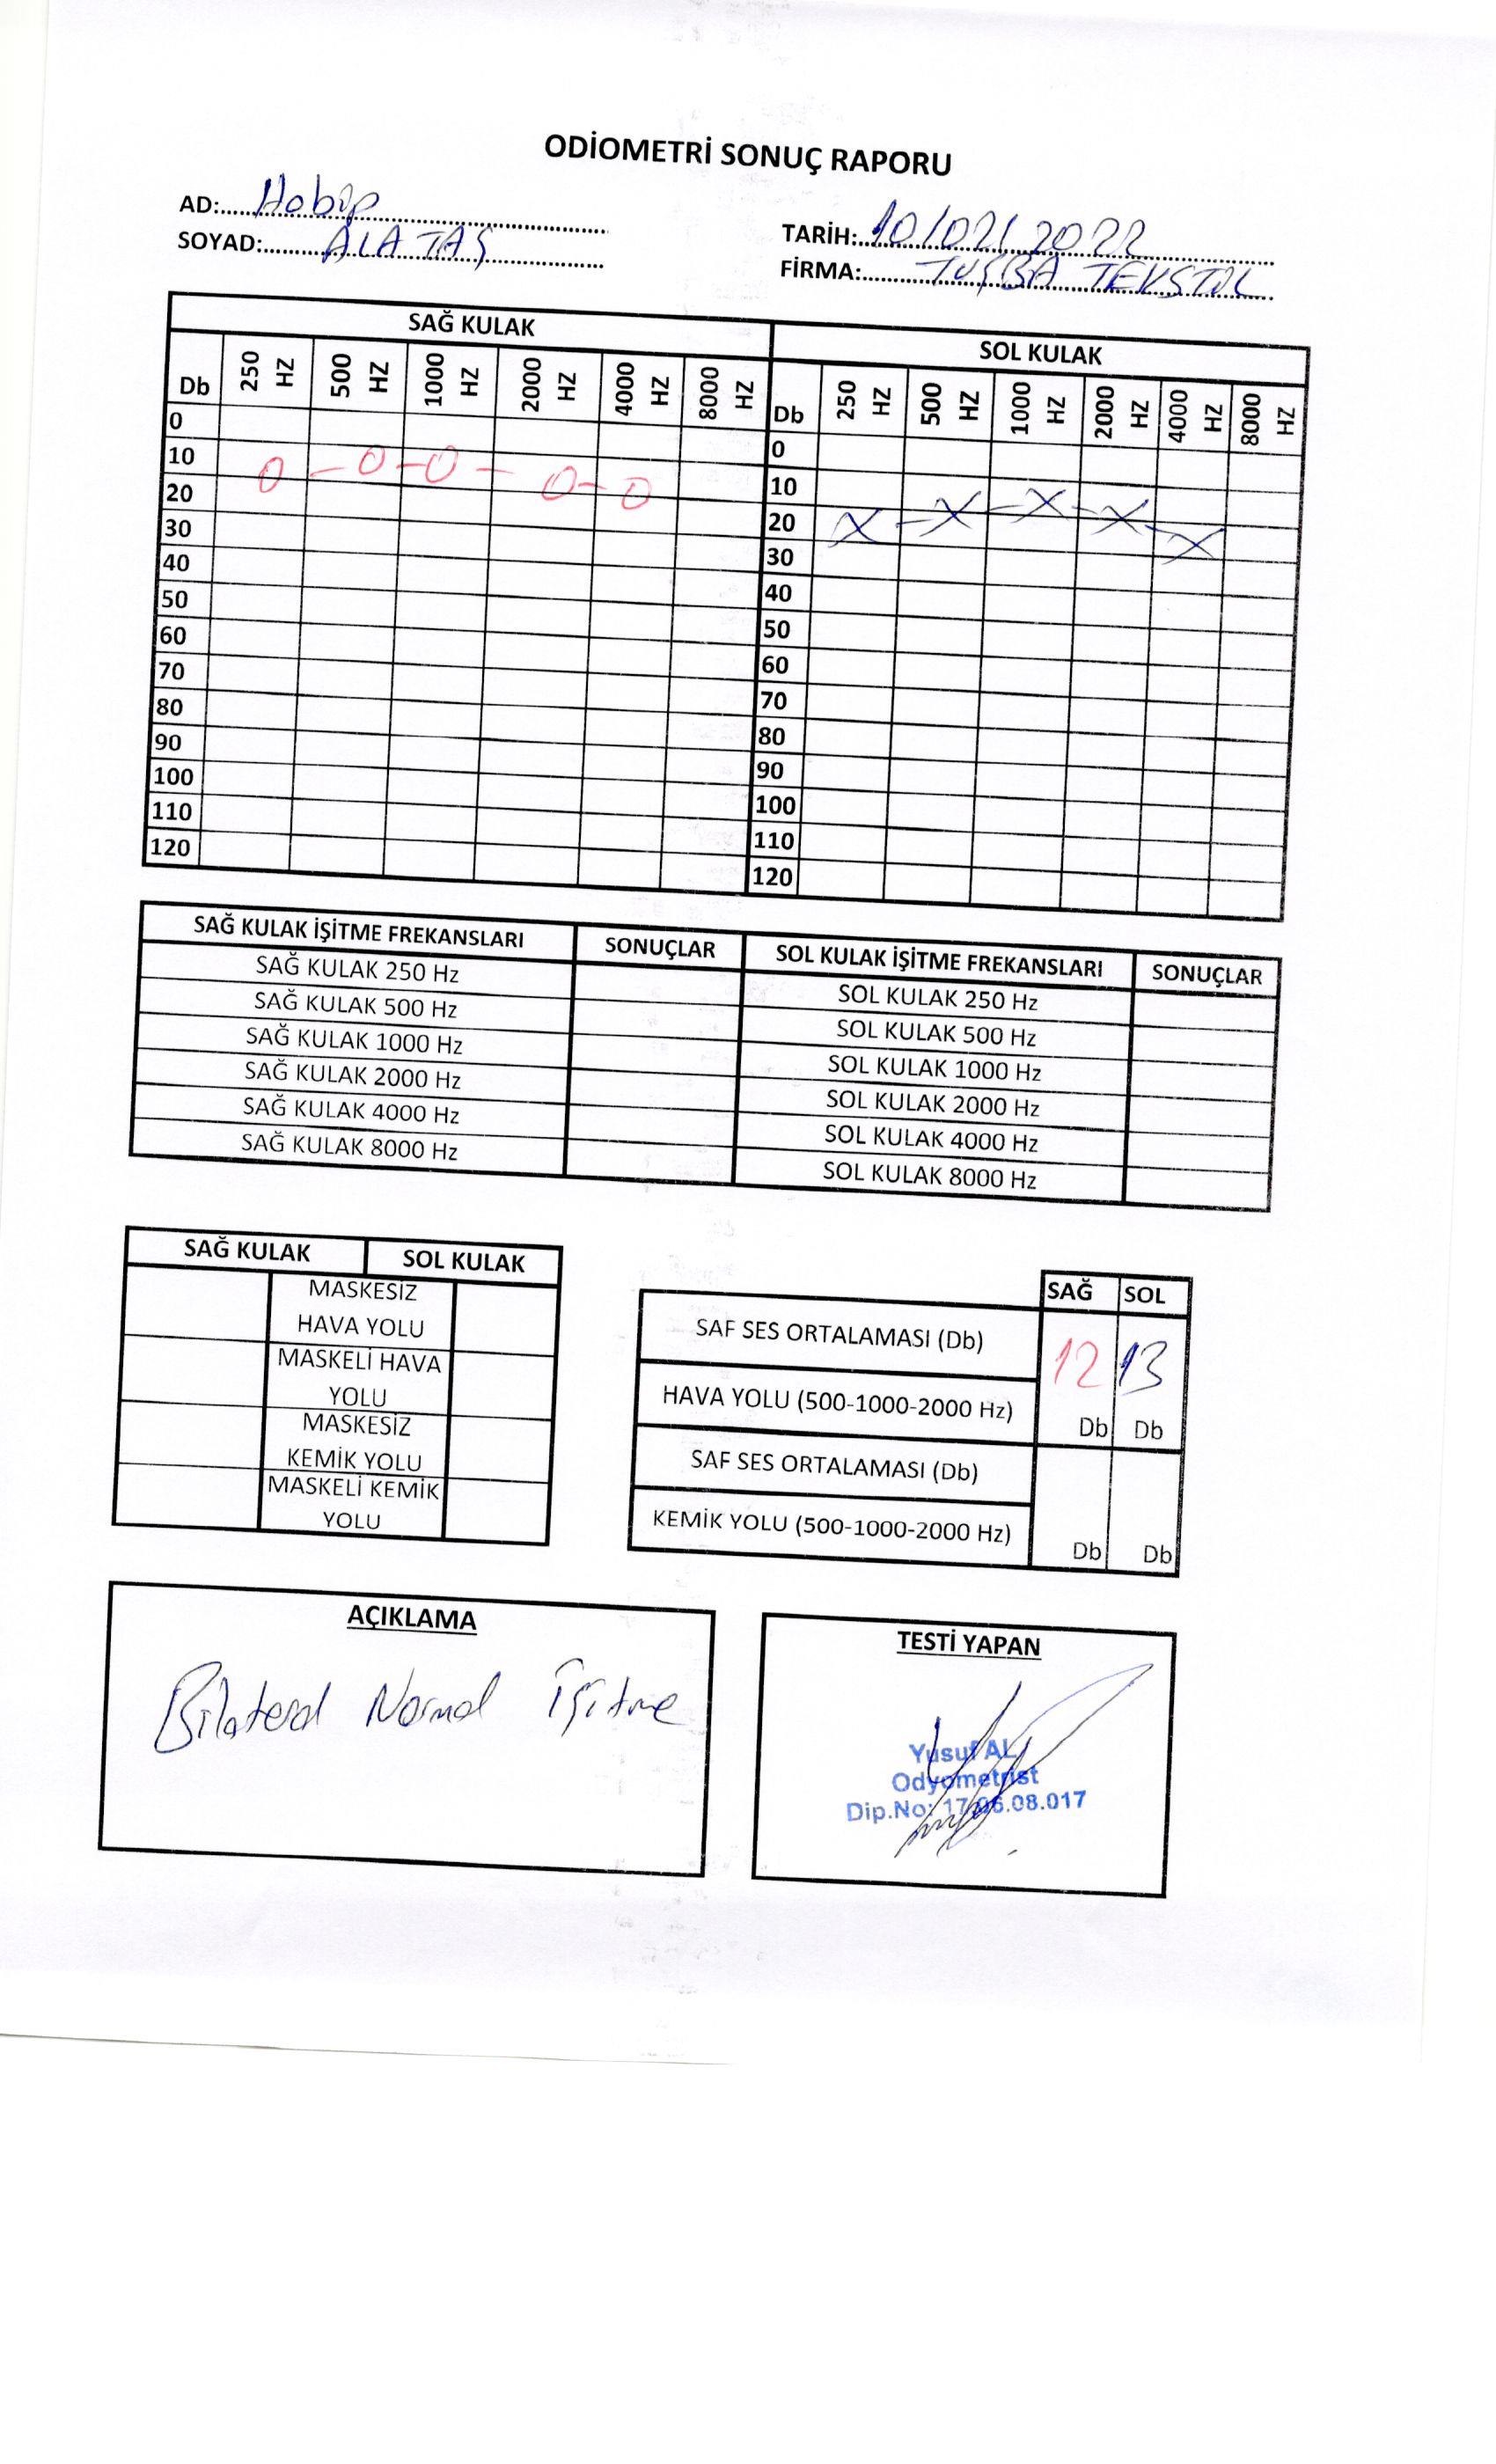 ODİOMETRİ SONUÇ RAPORU
AD: Habip
SOYAD: ALATAŞ
TARİH: 10/02/2022
FİRMA: TUŞBA TEKSTİL
SAĞ KULAK SOL KULAK
Db 250 HZ 500 HZ 1000 HZ 2000 HZ 4000 HZ 8000 HZ Db 250 HZ 500 HZ 1000 HZ 2000 HZ 4000 HZ 8000 HZ
0 0
10 10
20 20
30 30
40 40
50 50
60 60
70 70
80 80
90 90
100 100
110 110
120 120
SAĞ KULAK İŞİTME FREKANSLARI SONUÇLAR SOL KULAK İŞİTME FREKANSLARI SONUÇLAR
SAĞ KULAK 250 Hz SOL KULAK 250 Hz
SAĞ KULAK 500 Hz SOL KULAK 500 Hz
SAĞ KULAK 1000 Hz SOL KULAK 1000 Hz
SAĞ KULAK 2000 Hz SOL KULAK 2000 Hz
SAĞ KULAK 4000 Hz SOL KULAK 4000 Hz
SAĞ KULAK 8000 Hz SOL KULAK 8000 Hz
SAĞ KULAK SOL KULAK
MASKESİZ
HAVA YOLU
MASKELİ HAVA
YOLU
MASKESİZ
KEMİK YOLU
MASKELİ KEMİK
YOLU
SAĞ SOL
SAF SES ORTALAMASI (Db) 12 13
HAVA YOLU (500-1000-2000 Hz) Db Db
SAF SES ORTALAMASI (Db)
KEMİK YOLU (500-1000-2000 Hz) Db Db
AÇIKLAMA
Bilateral Normal İşitme
TESTİ YAPAN
Yusuf AL
Odyometrist
Dip.No: 17.06.08.017